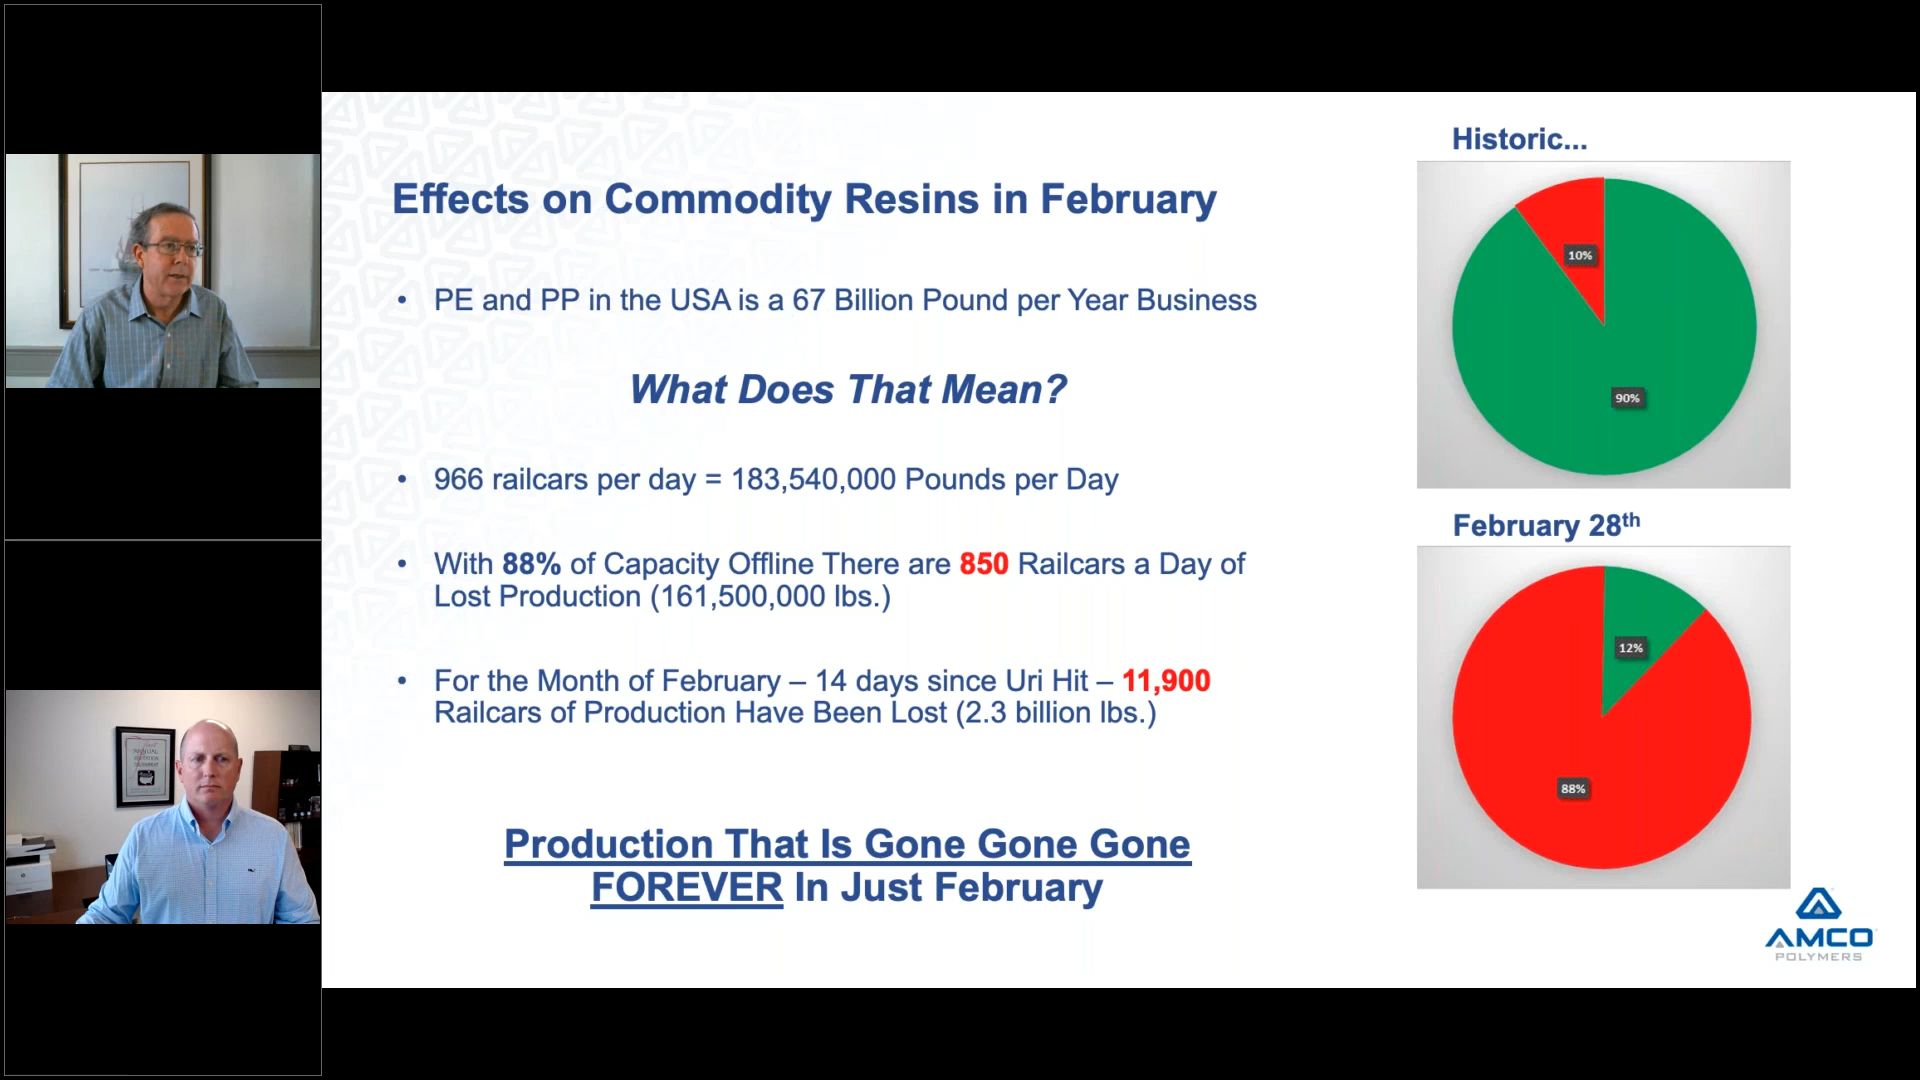 Effects on Commodity Resins in February
• PE and PP in the USA is a 67 Billion Pound per Year Business
What Does That Mean?
• 966 railcars per day = 183,540,000 Pounds per Day
• With 88% of Capacity Offline There are 850 Railcars a Day of
Lost Production (161,500,000 lbs.)
• For the Month of February – 14 days since Uri Hit – 11,900
Railcars of Production Have Been Lost (2.3 billion lbs.)
Production That Is Gone Gone Gone
FOREVER In Just February
Historic...
10%
90%
February 28th
12%
88%
AMCO
POLYMERS
ANNUAL